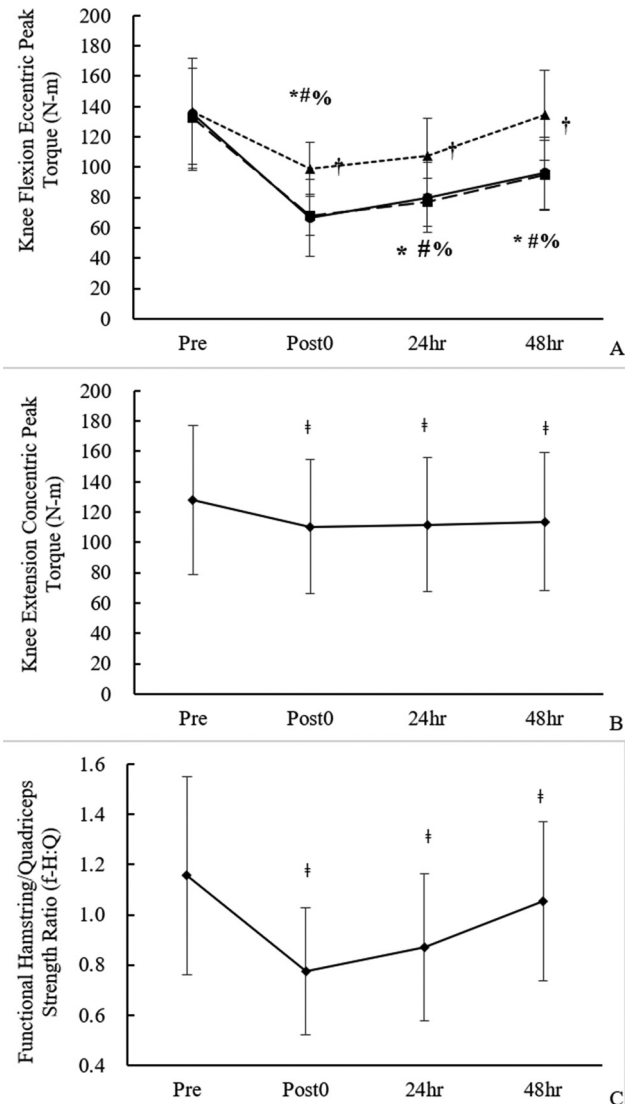 Knee Flexion Eccentric Peak
Torque (N-m)
200
180
160
140
120
100
80
60
40
20
0
*#%
†
†
†
* #%
* #%
Pre Post0 24hr 48hr
A
Knee Extension Concentric Peak
Torque (N-m)
200
180
160
140
120
100
80
60
40
20
0
ǂ ǂ ǂ
Pre Post0 24hr 48hr
B
Functional Hamstring/Quadriceps
Strength Ratio (f-H:Q)
1.6
1.4
1.2
1.0
0.8
0.6
0.4
ǂ
ǂ
ǂ
Pre Post0 24hr 48hr
C